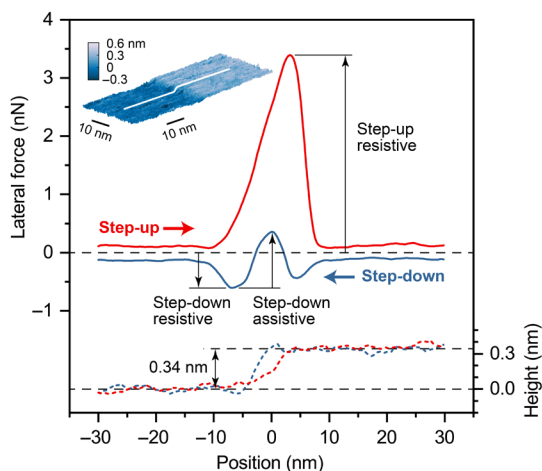 4
3
2
1
0
−1
Lateral force (nN)
0.6 nm
0.3
−0.3
10 nm
10 nm
Step-up
resistive
Step-up
Step-down
Step-down
resistive
Step-down
assistive
0.34 nm
0.3
0.0
Height (nm)
−30
−20
−10
0
10
20
30
Position (nm)